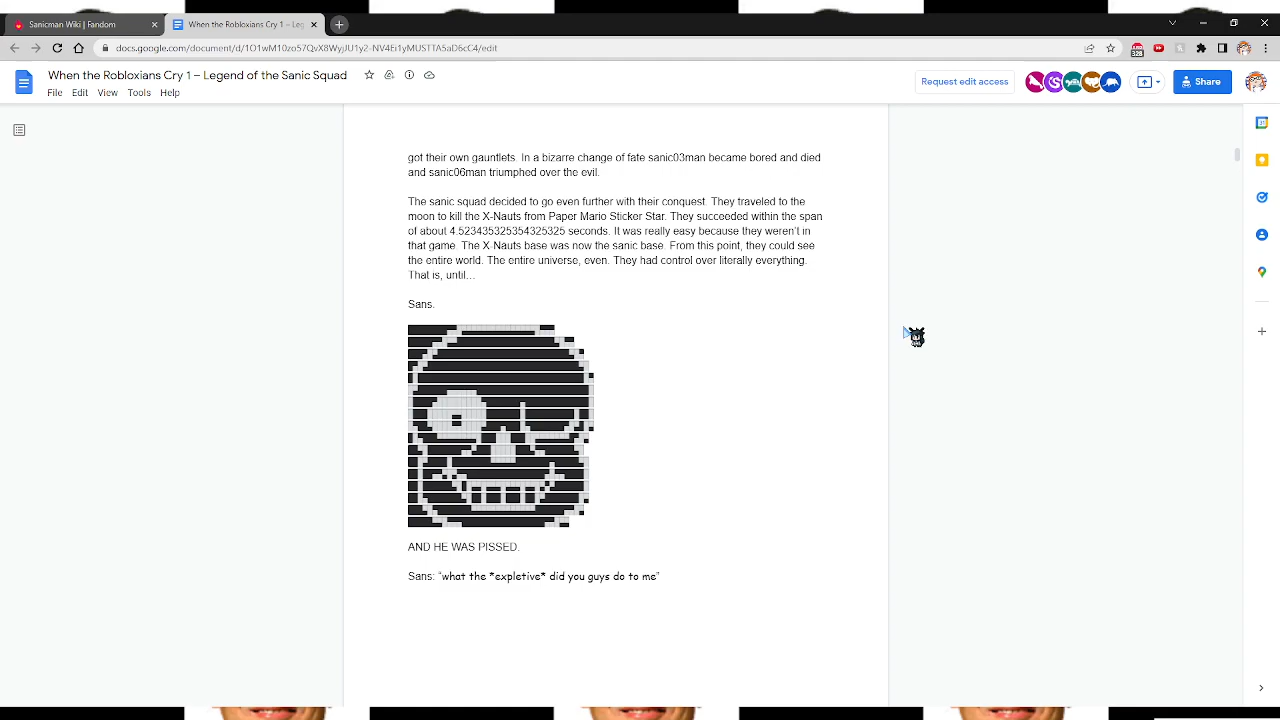 Sanicman Wiki | Fandom
When the Robloxians Cry 1 – Leg
docs.google.com/document/d/1O1wM10zo57QvX8WyjJU1y2-NV4Ei1yMUSTTA5aD6cC4/edit
When the Robloxians Cry 1 – Legend of the Sanic Squad
Request edit access
Share
File Edit View Tools Help
got their own gauntlets. In a bizarre change of fate sanic03man became bored and died
and sanic06man triumphed over the evil.
The sanic squad decided to go even further with their conquest. They traveled to the
moon to kill the X-Nauts from Paper Mario Sticker Star. They succeeded within the span
of about 4.523435325354325325 seconds. It was really easy because they weren't in
that game. The X-Nauts base was now the sanic base. From this point, they could see
the entire world. The entire universe, even. They had control over literally everything.
That is, until…
Sans.
AND HE WAS PISSED.
Sans: "what the *expletive* did you guys do to me"